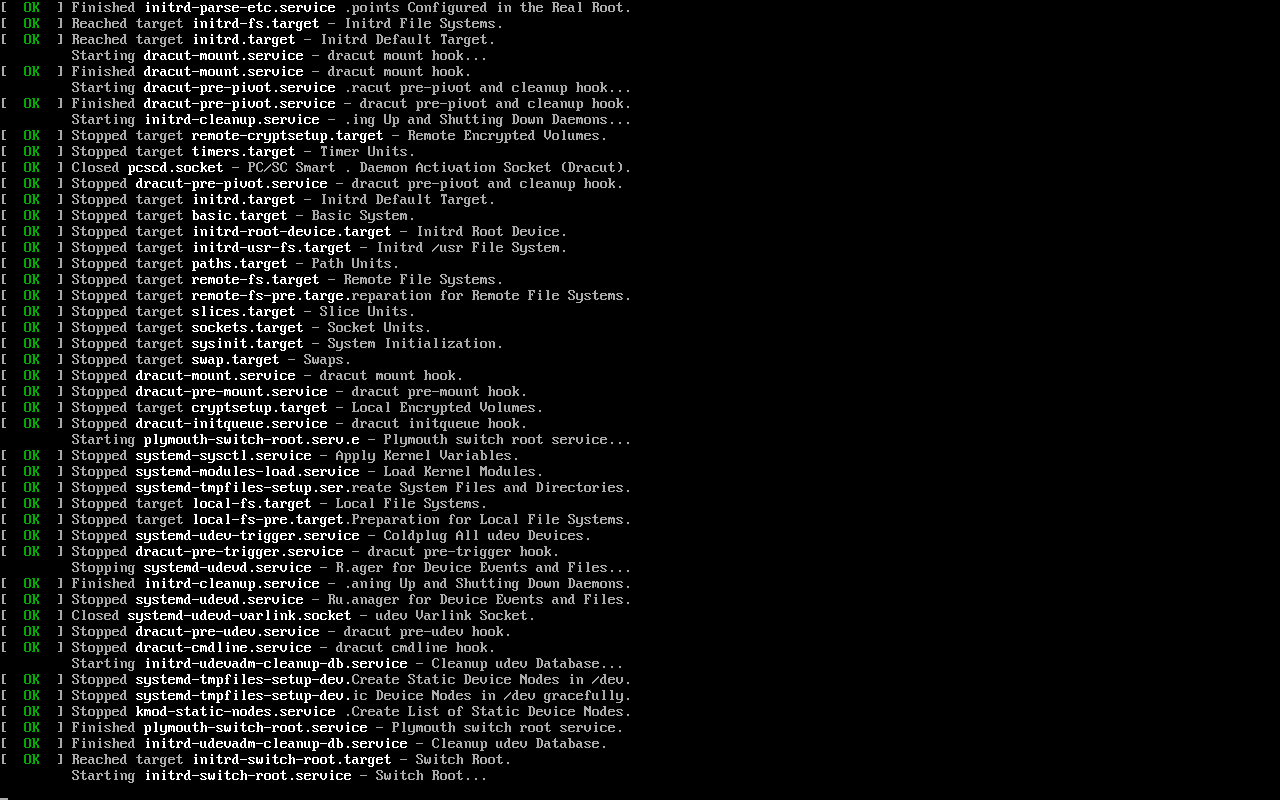 [  OK  ] Finished initrd-parse-etc.service .points Configured in the Real Root.
[  OK  ] Reached target initrd-fs.target - Initrd File Systems.
[  OK  ] Reached target initrd.target - Initrd Default Target.
Starting dracut-mount.service - dracut mount hook...
[  OK  ] Finished dracut-mount.service - dracut mount hook.
Starting dracut-pre-pivot.service .racut pre-pivot and cleanup hook...
[  OK  ] Finished dracut-pre-pivot.service - dracut pre-pivot and cleanup hook.
Starting initrd-cleanup.service - .ing Up and Shutting Down Daemons...
[  OK  ] Stopped target remote-cryptsetup.target - Remote Encrypted Volumes.
[  OK  ] Stopped target timers.target - Timer Units.
[  OK  ] Closed pcscd.socket - PC/SC Smart . Daemon Activation Socket (Dracut).
[  OK  ] Stopped dracut-pre-pivot.service - dracut pre-pivot and cleanup hook.
[  OK  ] Stopped target initrd.target - Initrd Default Target.
[  OK  ] Stopped target basic.target - Basic System.
[  OK  ] Stopped target initrd-root-device.target - Initrd Root Device.
[  OK  ] Stopped target initrd-usr-fs.target - Initrd /usr File System.
[  OK  ] Stopped target paths.target - Path Units.
[  OK  ] Stopped target remote-fs.target - Remote File Systems.
[  OK  ] Stopped target remote-fs-pre.targe.reparation for Remote File Systems.
[  OK  ] Stopped target slices.target - Slice Units.
[  OK  ] Stopped target sockets.target - Socket Units.
[  OK  ] Stopped target sysinit.target - System Initialization.
[  OK  ] Stopped target swap.target - Swaps.
[  OK  ] Stopped dracut-mount.service - dracut mount hook.
[  OK  ] Stopped dracut-pre-mount.service - dracut pre-mount hook.
[  OK  ] Stopped target cryptsetup.target - Local Encrypted Volumes.
[  OK  ] Stopped dracut-initqueue.service - dracut initqueue hook.
Starting plymouth-switch-root.serv.e - Plymouth switch root service...
[  OK  ] Stopped systemd-sysctl.service - Apply Kernel Variables.
[  OK  ] Stopped systemd-modules-load.service - Load Kernel Modules.
[  OK  ] Stopped systemd-tmpfiles-setup.ser.reate System Files and Directories.
[  OK  ] Stopped target local-fs.target - Local File Systems.
[  OK  ] Stopped target local-fs-pre.target.Preparation for Local File Systems.
[  OK  ] Stopped systemd-udev-trigger.service - Coldplug All udev Devices.
[  OK  ] Stopped dracut-pre-trigger.service - dracut pre-trigger hook.
Stopping systemd-udevd.service - R.ager for Device Events and Files...
[  OK  ] Finished initrd-cleanup.service - .aning Up and Shutting Down Daemons.
[  OK  ] Stopped systemd-udevd.service - Ru.anager for Device Events and Files.
[  OK  ] Closed systemd-udevd-varlink.socket - udev Varlink Socket.
[  OK  ] Stopped dracut-pre-udev.service - dracut pre-udev hook.
[  OK  ] Stopped dracut-cmdline.service - dracut cmdline hook.
Starting initrd-udevadm-cleanup-db.service - Cleanup udev Database...
[  OK  ] Stopped systemd-tmpfiles-setup-dev.Create Static Device Nodes in /dev.
[  OK  ] Stopped systemd-tmpfiles-setup-dev.ic Device Nodes in /dev gracefully.
[  OK  ] Stopped kmod-static-nodes.service .Create List of Static Device Nodes.
[  OK  ] Finished plymouth-switch-root.service - Plymouth switch root service.
[  OK  ] Finished initrd-udevadm-cleanup-db.service - Cleanup udev Database.
[  OK  ] Reached target initrd-switch-root.target - Switch Root.
Starting initrd-switch-root.service - Switch Root...